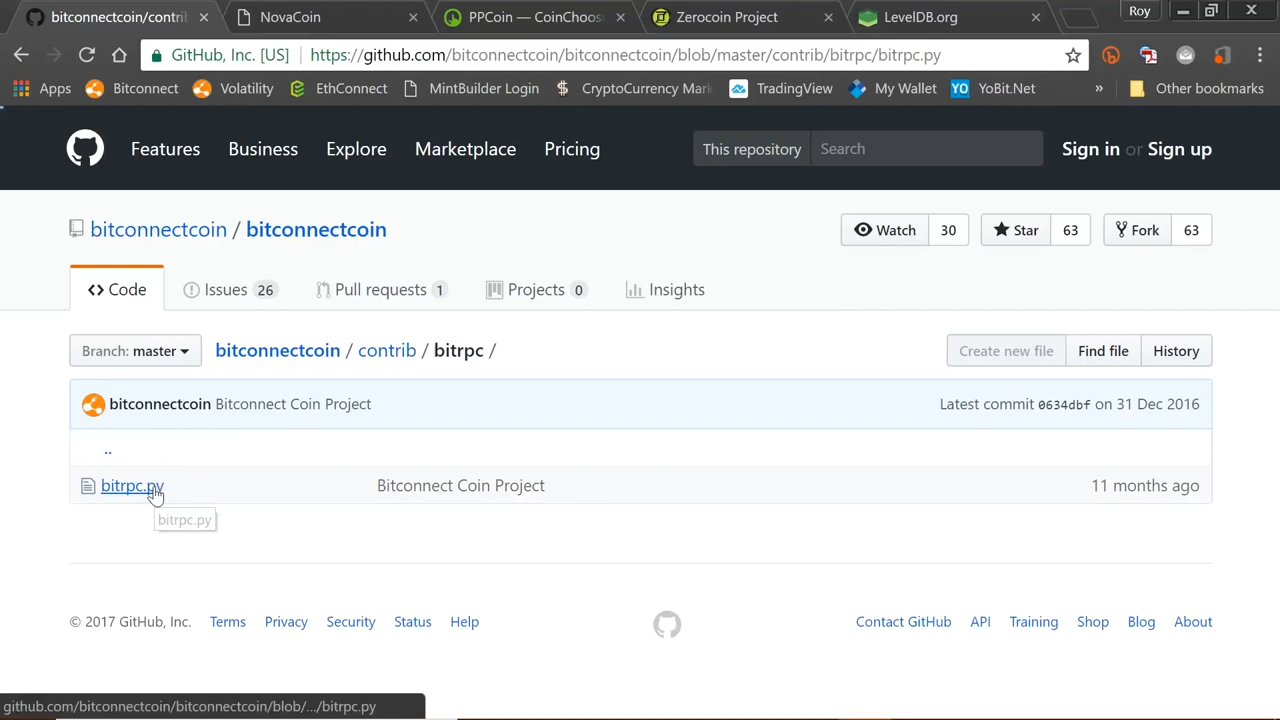 bitconnectcoin/contrib
NovaCoin
PPCoin — CoinChoose
Zerocoin Project
LevelDB.org
Roy
GitHub, Inc. [US]
https://github.com/bitconnectcoin/bitconnectcoin/blob/master/contrib/bitrpc/bitrpc.py
Apps
Bitconnect
Volatility
EthConnect
MintBuilder Login
CryptoCurrency Mark
TradingView
My Wallet
YO YoBit.Net
»
Other bookmarks
Features
Business
Explore
Marketplace
Pricing
This repository
Search
Sign in or Sign up
bitconnectcoin / bitconnectcoin
Watch 30
Star 63
Fork 63
Code
Issues 26
Pull requests 1
Projects 0
Insights
Branch: master
bitconnectcoin / contrib / bitrpc /
Create new file
Find file
History
bitconnectcoin Bitconnect Coin Project
Latest commit 0634dbf on 31 Dec 2016
..
bitrpc.py
Bitconnect Coin Project
11 months ago
bitrpc.py
© 2017 GitHub, Inc.
Terms
Privacy
Security
Status
Help
Contact GitHub
API
Training
Shop
Blog
About
github.com/bitconnectcoin/bitconnectcoin/blob/.../bitrpc.py